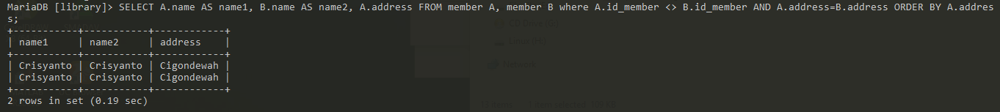 MariaDB [library]> SELECT A.name AS name1, B.name AS name2, A.address FROM member A, member B where A.id_member <> B.id_member AND A.address=B.address ORDER BY A.addres
s;
+----------+-----------+------------+
| name1    | name2     | address    |
+----------+-----------+------------+
| Crisyanto | Crisyanto | Cigondewah |
| Crisyanto | Crisyanto | Cigondewah |
+----------+-----------+------------+
2 rows in set (0.19 sec)